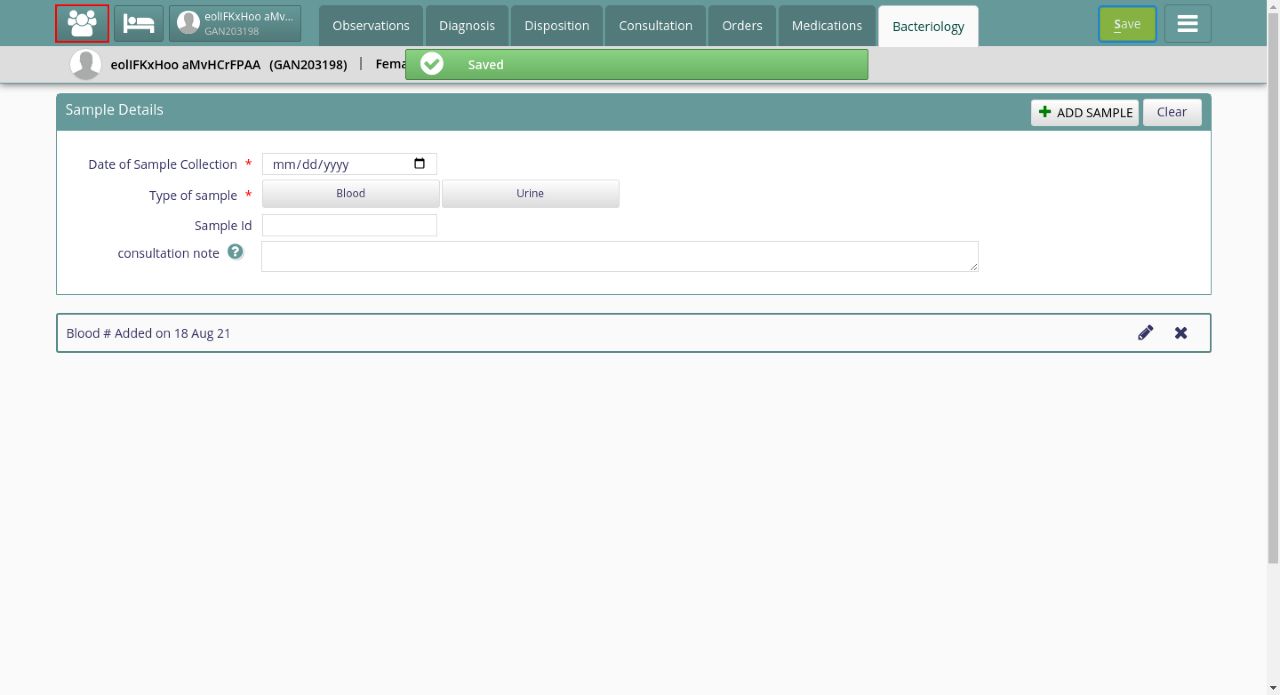 eolIFKxHoo aMv...
GAN203198
Observations
Diagnosis
Disposition
Consultation
Orders
Medications
Bacteriology
Save
eolIFKxHoo aMvHCrFPAA (GAN203198) | Fema
Saved
Sample Details
ADD SAMPLE
Clear
Date of Sample Collection *
mm/dd/yyyy
Type of sample *
Blood
Urine
Sample Id
consultation note ?
Blood # Added on 18 Aug 21